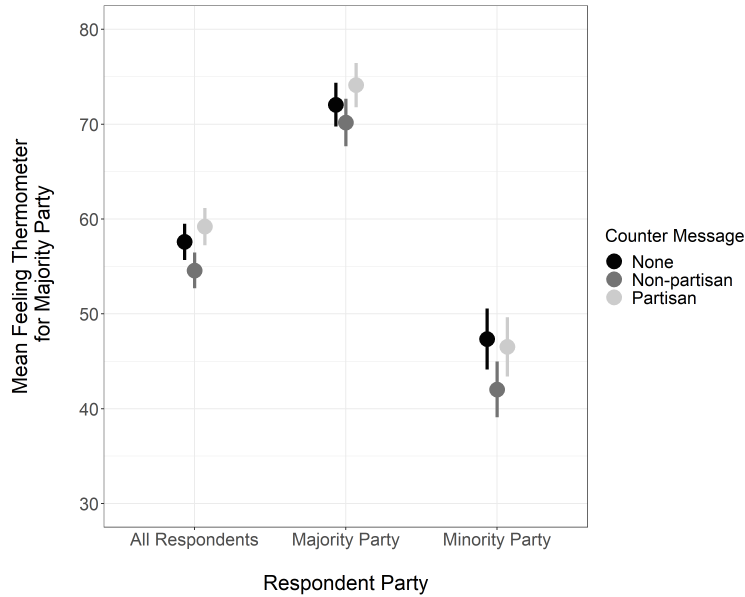 Mean Feeling Thermometer
for Majority Party
80
70
60
50
40
30
All Respondents
Majority Party
Minority Party
Respondent Party
Counter Message
None
Non-partisan
Partisan